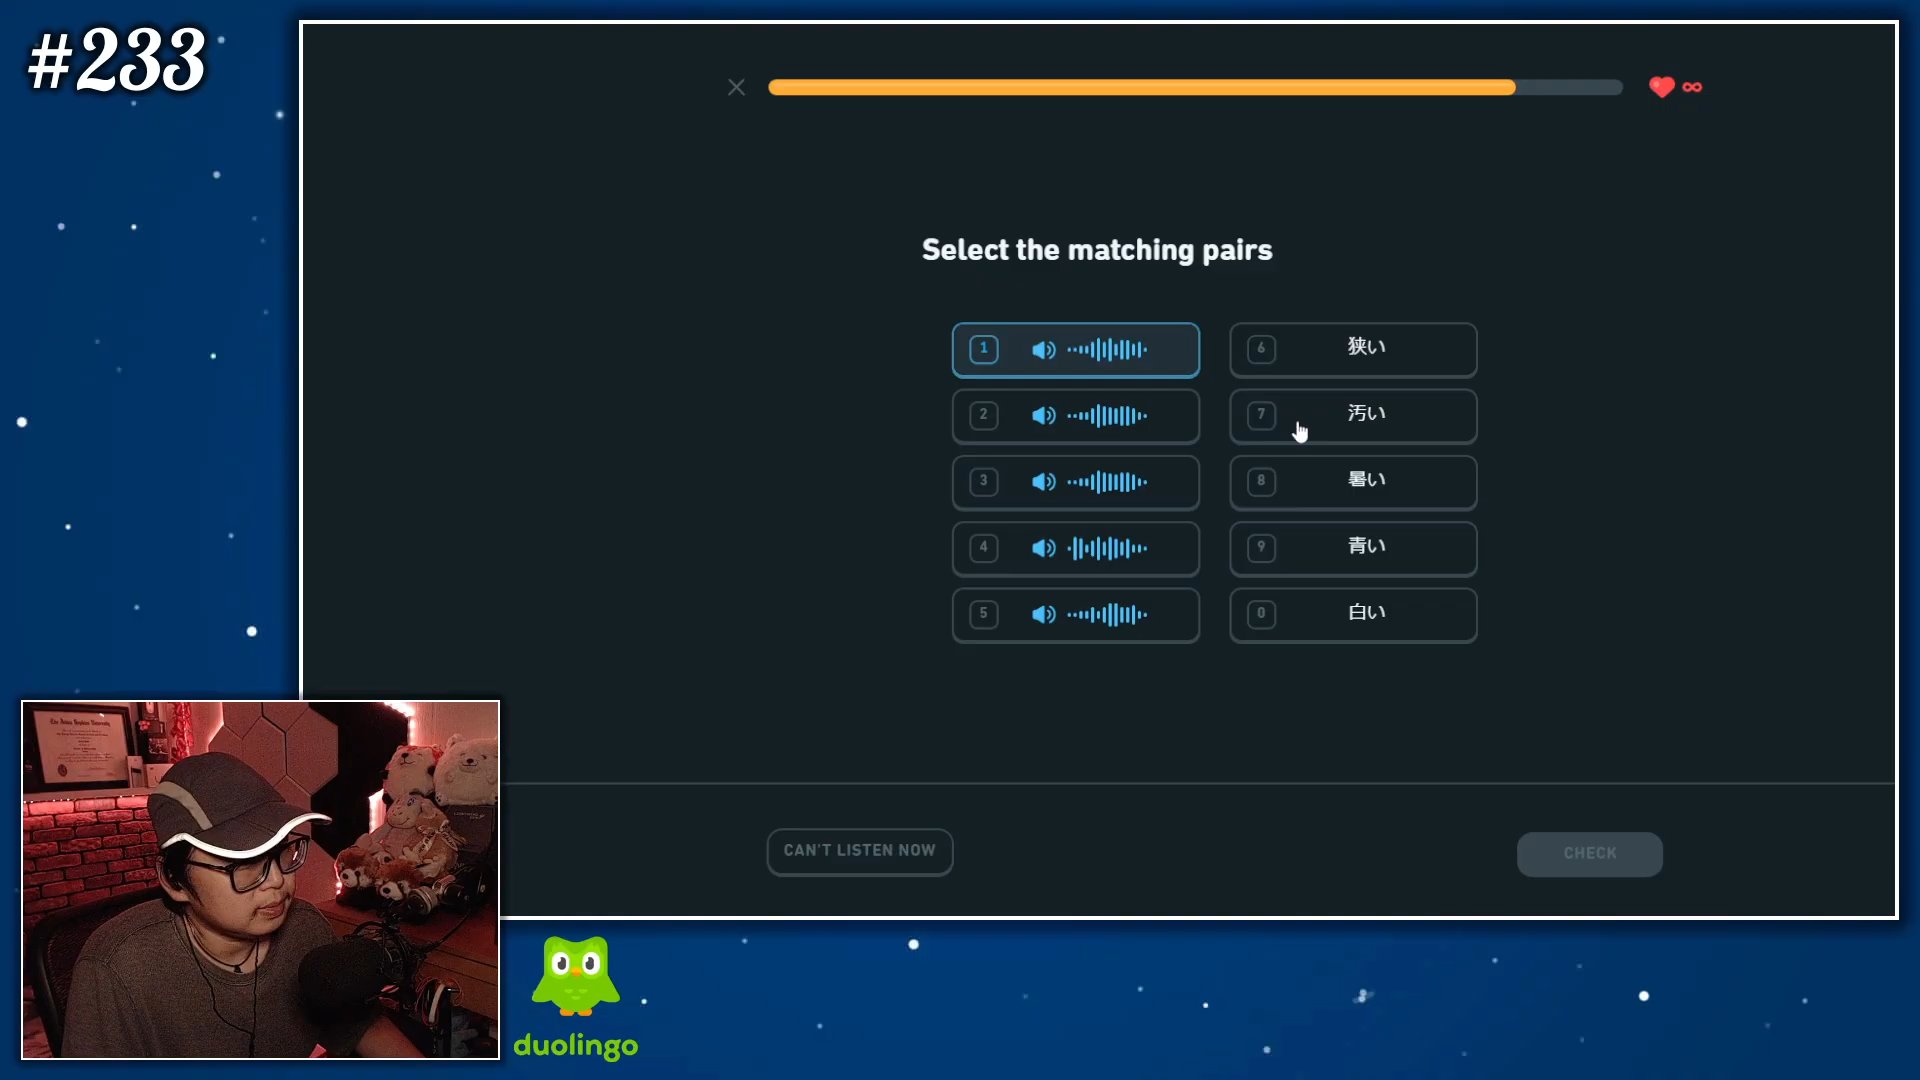 #233
∞
Select the matching pairs
1
6 狭い
2
7 汚い
3
8 暑い
4
9 青い
5
0 白い
CAN'T LISTEN NOW
CHECK
duolingo